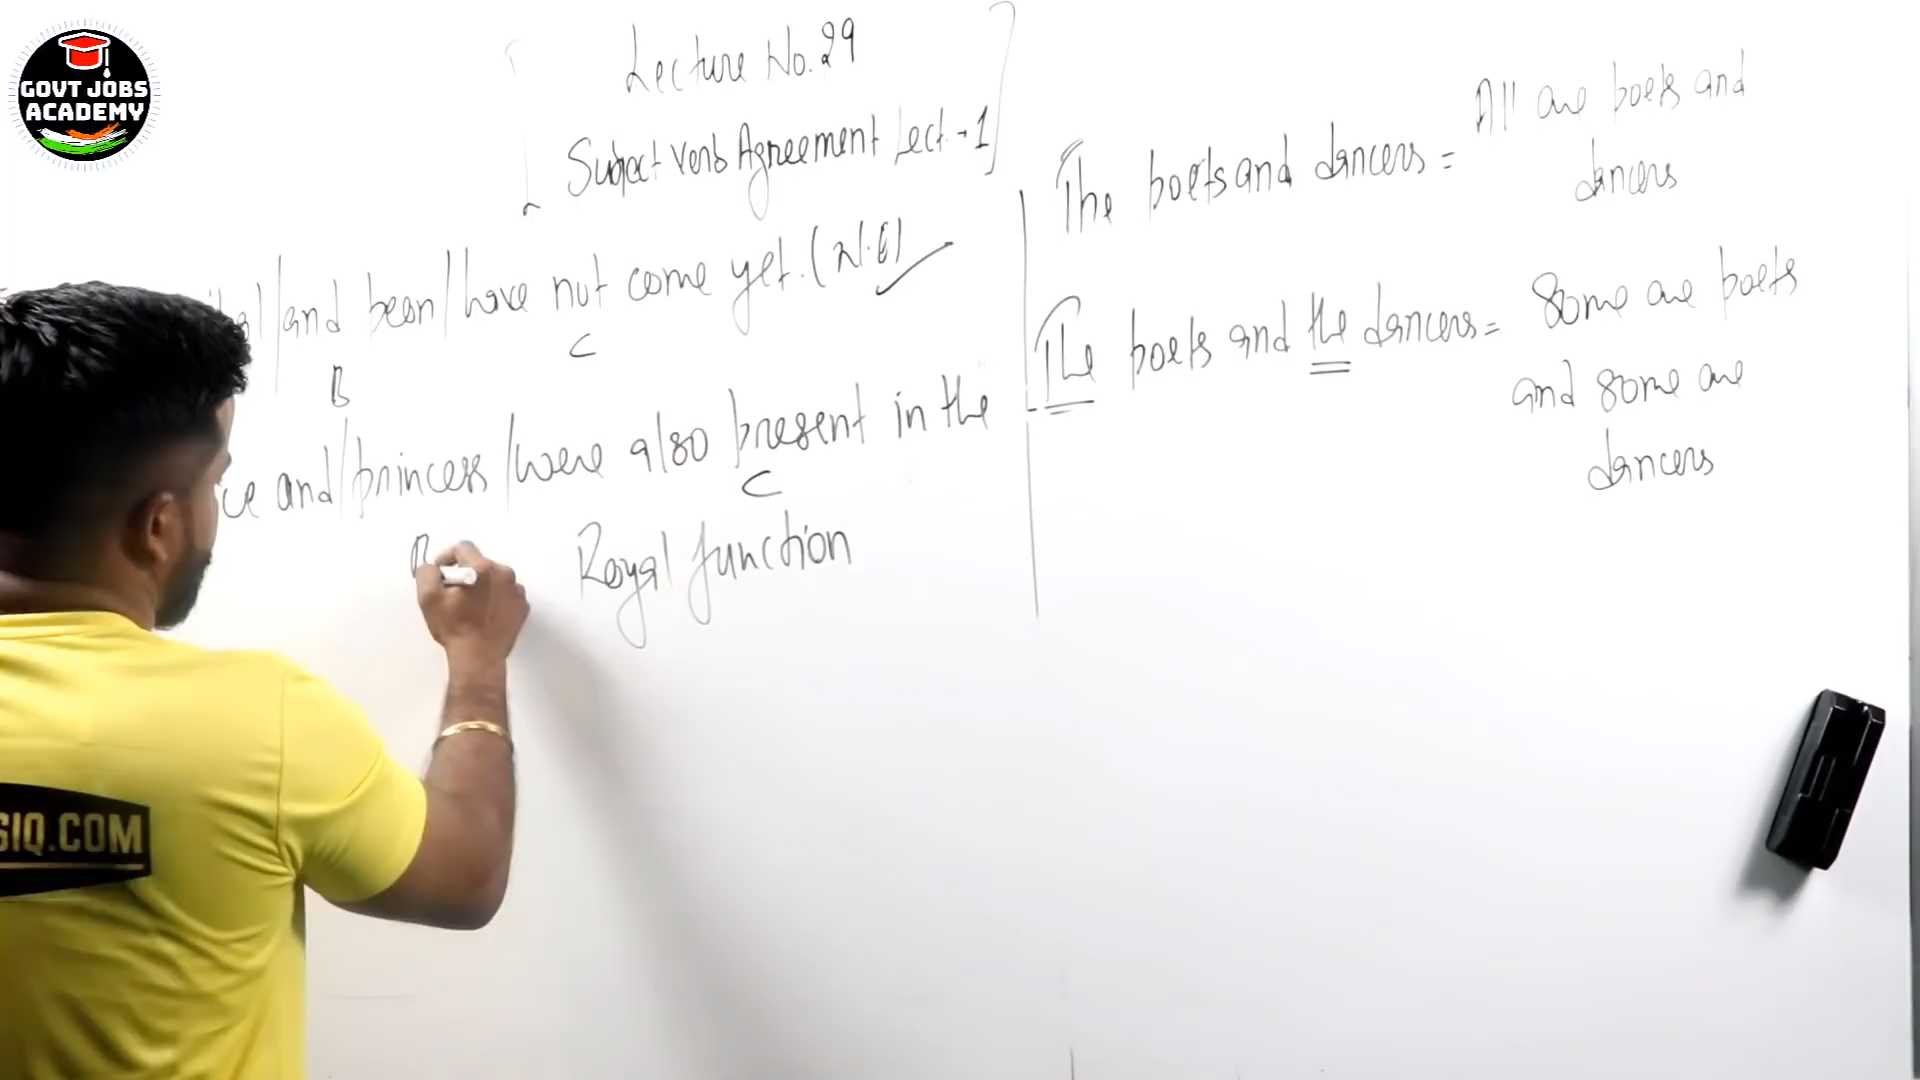 GOVT JOBS
ACADEMY
Lecture No. 29
Subject verb Agreement Lect. - 1
/and bean/have not come yet. (N.E)
B
C
and/princess/were also present in the
B
C
Royal function
The poets and dancers = All are poets and
dancers
The poets and the dancers = Some are poets
and some are
dancers
SIQ.COM